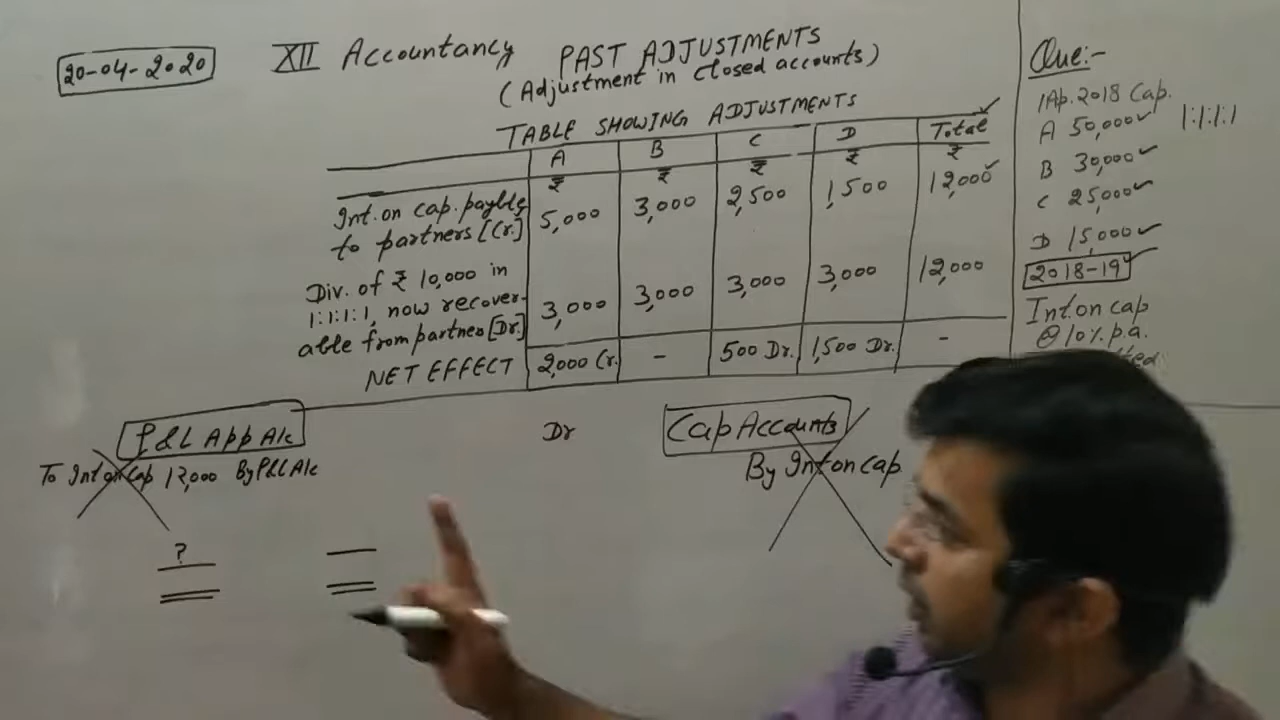 20-04-2020
XII Accountancy
PAST ADJUSTMENTS
(Adjustment in closed accounts)
TABLE SHOWING ADJUSTMENTS
A B C D Total
₹ ₹ ₹ ₹ ₹
Int. on cap. payble
to partners [Cr.] 5,000 3,000 2,500 1,500 12,000
Div. of ₹ 10,000 in
1:1:1:1, now recover-
able from partners [Dr.] 3,000 3,000 3,000 3,000 12,000
NET EFFECT 2,000 Cr. - 500 Dr. 1,500 Dr. -
Que:-
1 Ap. 2018 Cap.
A 50,000 1:1:1:1
B 30,000
C 25,000
D 15,000
2018-19
Int. on cap
@ 10% p.a.
P&L App A/c
To Int on Cap 12,000 By P&L A/c
?
Dr
Cap Accounts
By Int on cap.